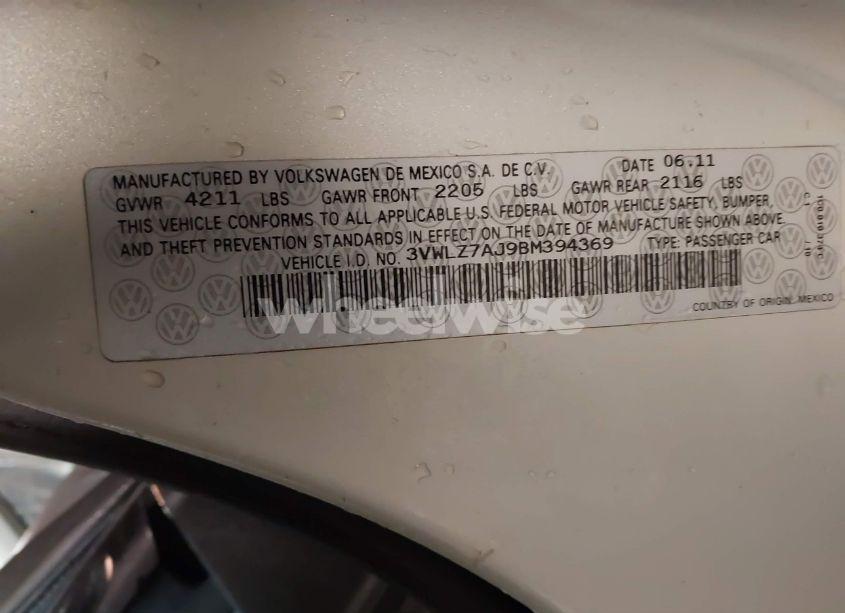 MANUFACTURED BY VOLKSWAGEN DE MEXICO S.A. DE C.V. DATE 06.11
GVWR 4211 LBS GAWR FRONT 2205 LBS GAWR REAR 2116 LBS
THIS VEHICLE CONFORMS TO ALL APPLICABLE U.S. FEDERAL MOTOR VEHICLE SAFETY, BUMPER,
AND THEFT PREVENTION STANDARDS IN EFFECT ON THE DATE OF MANUFACTURE SHOWN ABOVE.
VEHICLE I.D. NO. 3VWLZ7AJ9BM394369 TYPE: PASSENGER CAR
COUNTRY OF ORIGIN: MEXICO
wheelwise